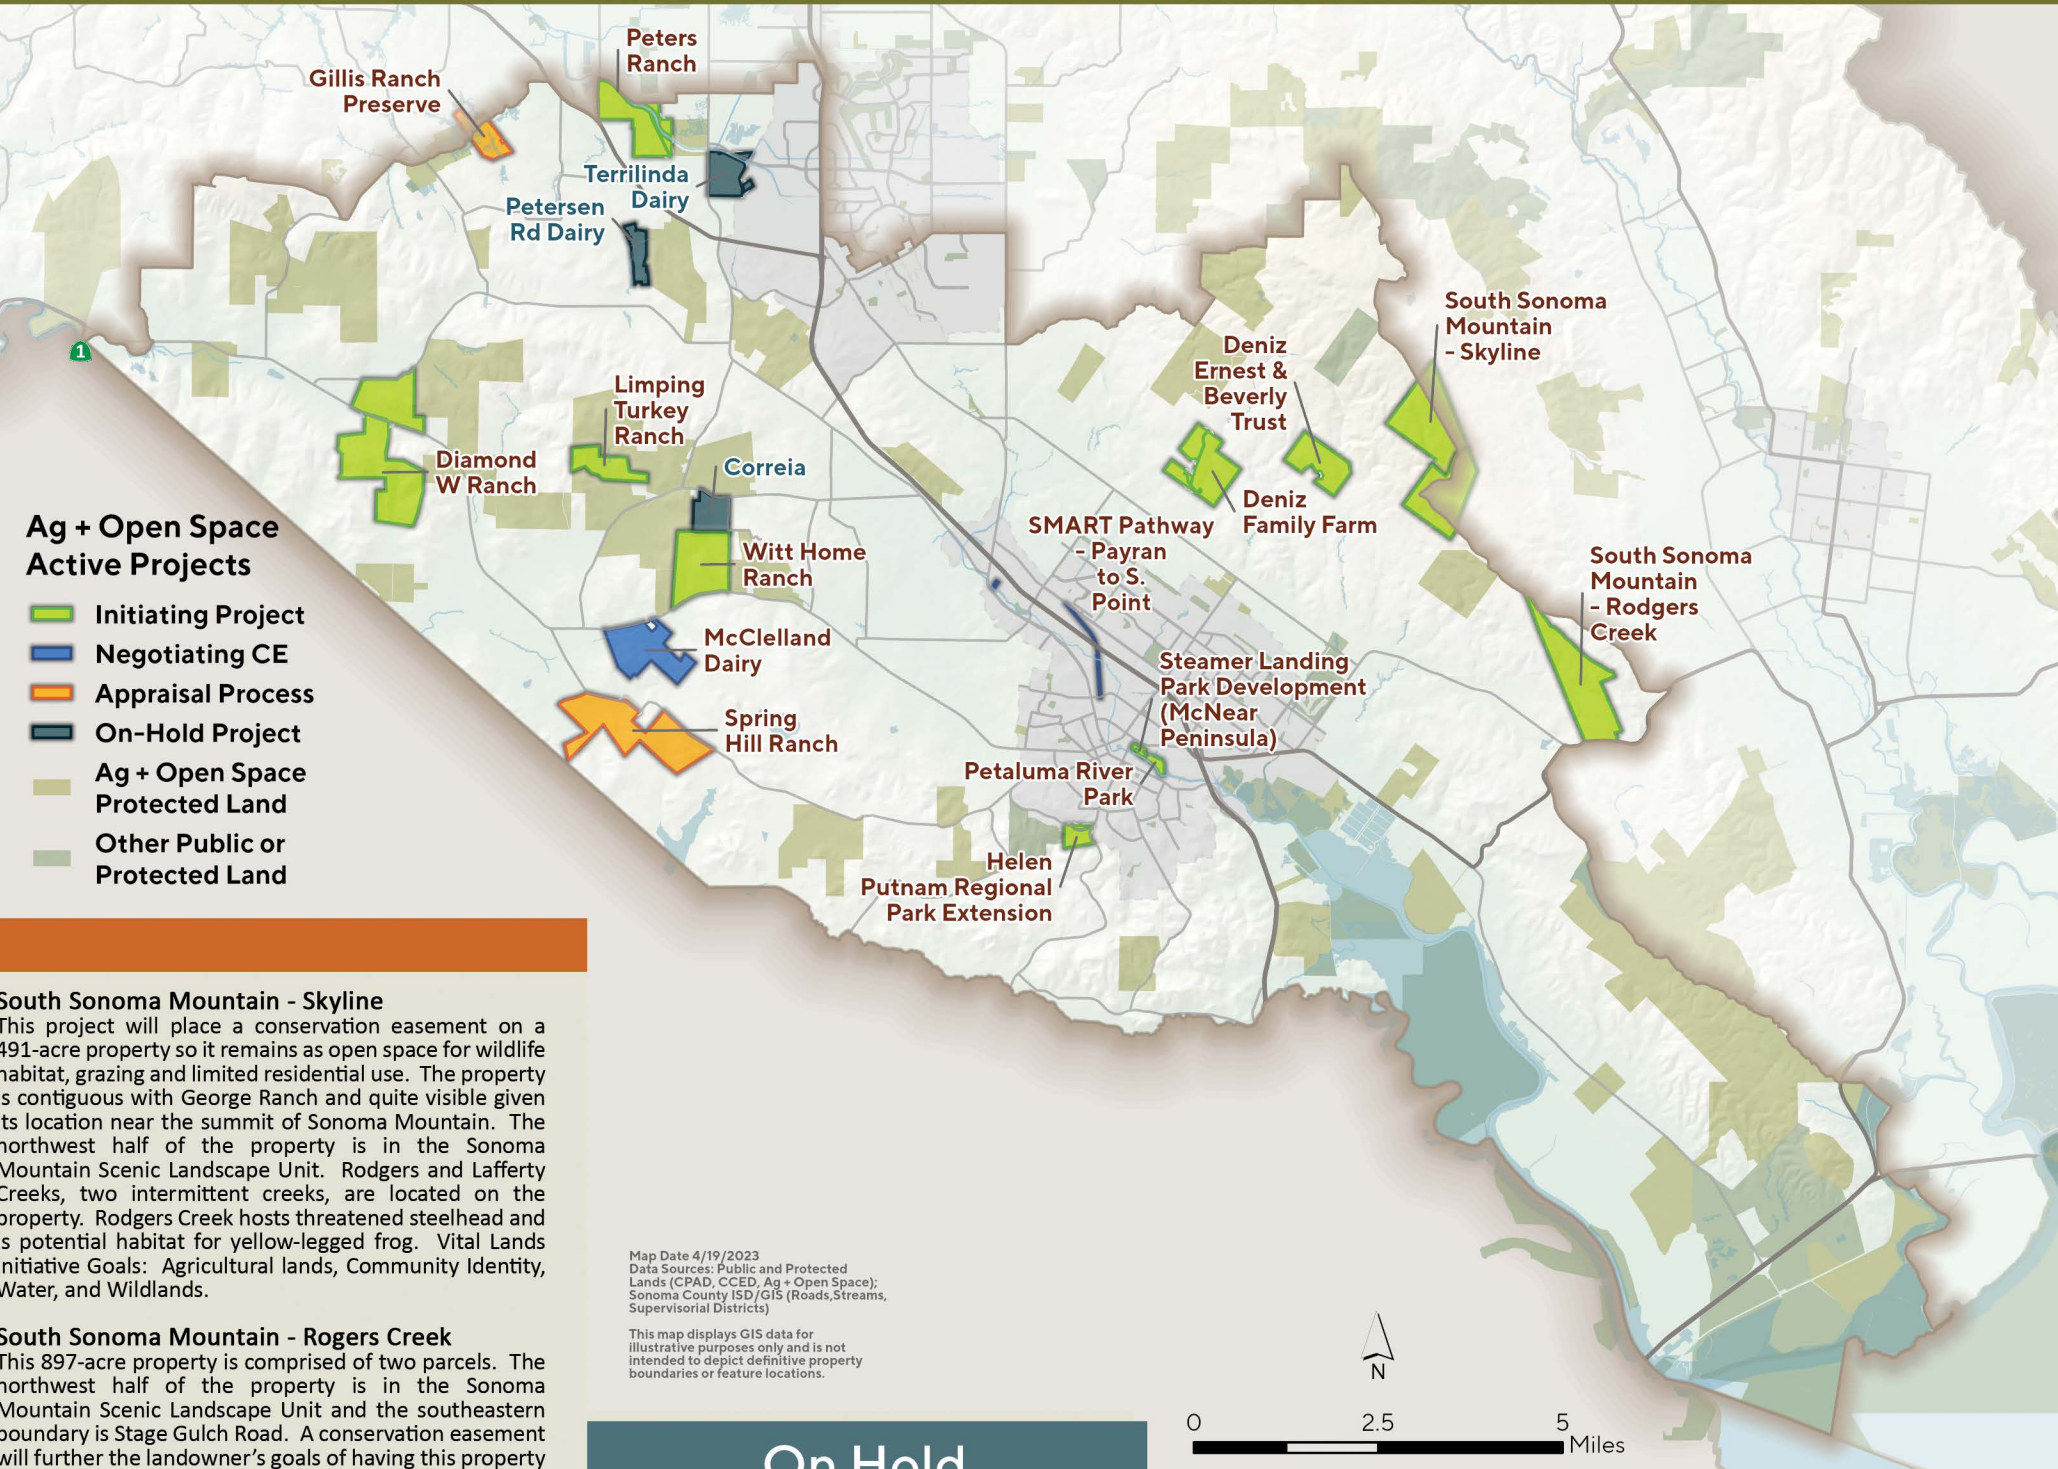 Peters
Ranch
Gillis Ranch
Preserve
Terrilinda
Dairy
Petersen
Rd Dairy
1
South Sonoma
Mountain
- Skyline
Deniz
Ernest &
Beverly
Trust
Limping
Turkey
Ranch
Diamond
W Ranch
Correia
Deniz
Family Farm
SMART Pathway
- Payran
to S.
Point
Witt Home
Ranch
South Sonoma
Mountain
- Rodgers
Creek
McClelland
Dairy
Steamer Landing
Park Development
(McNear
Peninsula)
Spring
Hill Ranch
Petaluma River
Park
Helen
Putnam Regional
Park Extension
Ag + Open Space
Active Projects
Initiating Project
Negotiating CE
Appraisal Process
On-Hold Project
Ag + Open Space
Protected Land
Other Public or
Protected Land
South Sonoma Mountain - Skyline
This project will place a conservation easement on a
491-acre property so it remains as open space for wildlife
habitat, grazing and limited residential use. The property
is contiguous with George Ranch and quite visible given
its location near the summit of Sonoma Mountain. The
northwest half of the property is in the Sonoma
Mountain Scenic Landscape Unit. Rodgers and Lafferty
Creeks, two intermittent creeks, are located on the
property. Rodgers Creek hosts threatened steelhead and
is potential habitat for yellow-legged frog. Vital Lands
Initiative Goals: Agricultural lands, Community Identity,
Water, and Wildlands.
South Sonoma Mountain - Rogers Creek
This 897-acre property is comprised of two parcels. The
northwest half of the property is in the Sonoma
Mountain Scenic Landscape Unit and the southeastern
boundary is Stage Gulch Road. A conservation easement
will further the landowner's goals of having this property
Map Date 4/19/2023
Data Sources: Public and Protected
Lands (CPAD, CCED, Ag + Open Space);
Sonoma County ISD/GIS (Roads,Streams,
Supervisorial Districts)
This map displays GIS data for
illustrative purposes only and is not
intended to depict definitive property
boundaries or feature locations.
On Hold
N
0 2.5 5
Miles